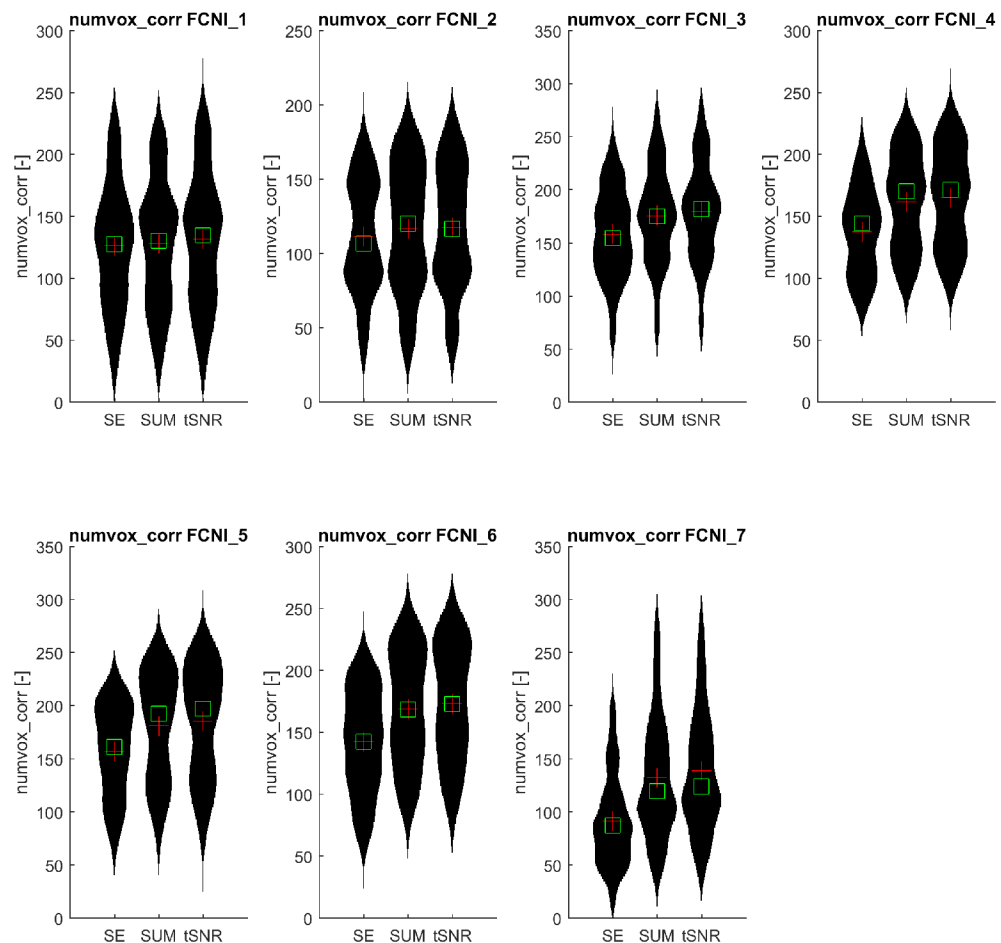 numvox_corr FCNI_1
numvox_corr [-]
300
250
200
150
100
50
0
SE SUM tSNR
numvox_corr FCNI_2
numvox_corr [-]
250
200
150
100
50
0
SE SUM tSNR
numvox_corr FCNI_3
numvox_corr [-]
350
300
250
200
150
100
50
0
SE SUM tSNR
numvox_corr FCNI_4
numvox_corr [-]
300
250
200
150
100
50
0
SE SUM tSNR
numvox_corr FCNI_5
numvox_corr [-]
350
300
250
200
150
100
50
0
SE SUM tSNR
numvox_corr FCNI_6
numvox_corr [-]
300
250
200
150
100
50
0
SE SUM tSNR
numvox_corr FCNI_7
numvox_corr [-]
350
300
250
200
150
100
50
0
SE SUM tSNR